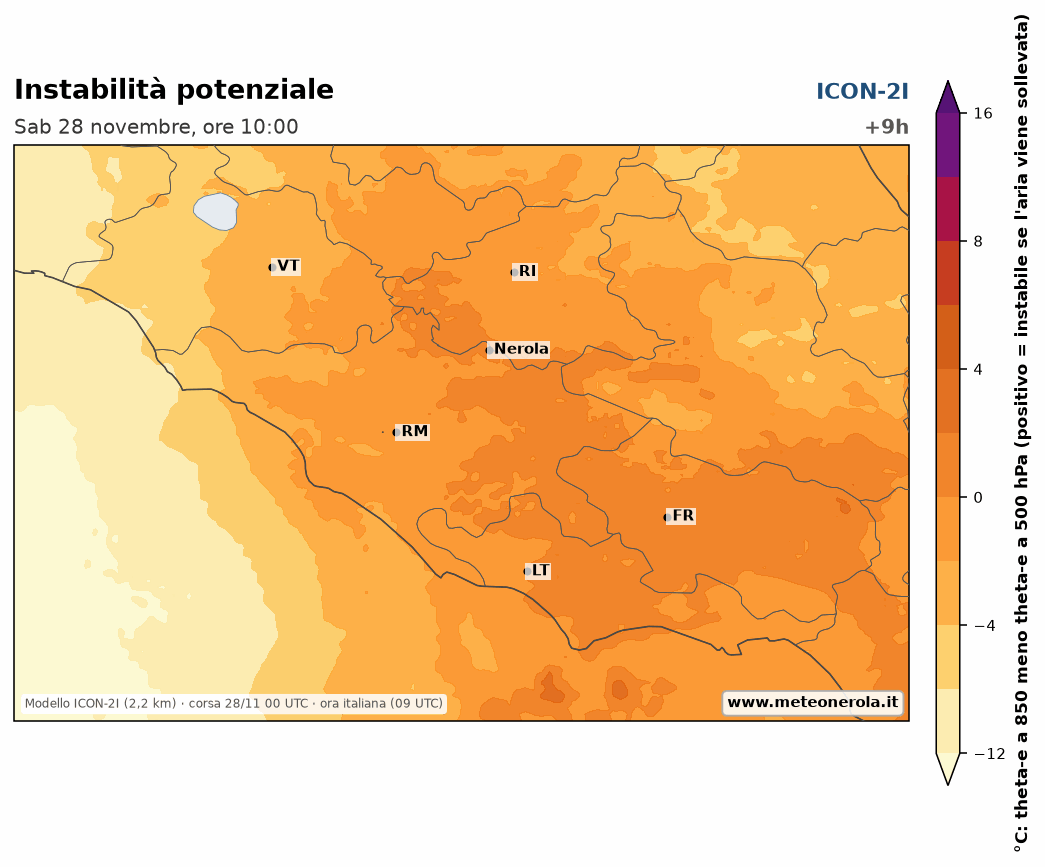 Instabilità potenziale
ICON-2I
Sab 28 novembre, ore 10:00
+9h
VT
RI
Nerola
RM
FR
LT
Modello ICON-2I (2,2 km) · corsa 28/11 00 UTC · ora italiana (09 UTC)
www.meteonerola.it
16
8
4
0
−4
−12
°C: theta-e a 850 meno theta-e a 500 hPa (positivo = instabile se l'aria viene sollevata)